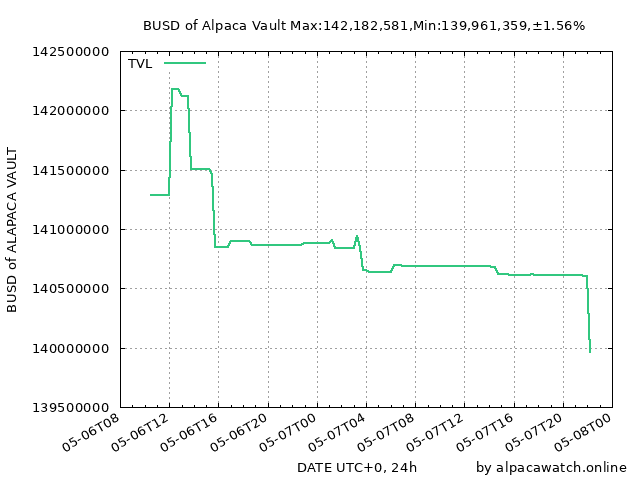 BUSD of Alpaca Vault Max:142,182,581,Min:139,961,359,±1.56%
142500000
TVL
142000000
141500000
141000000
140500000
140000000
139500000
BUSD of ALAPACA VAULT
05-06T08
05-06T12
05-06T16
05-06T20
05-07T00
05-07T04
05-07T08
05-07T12
05-07T16
05-07T20
05-08T00
DATE UTC+0, 24h
by alpacawatch.online